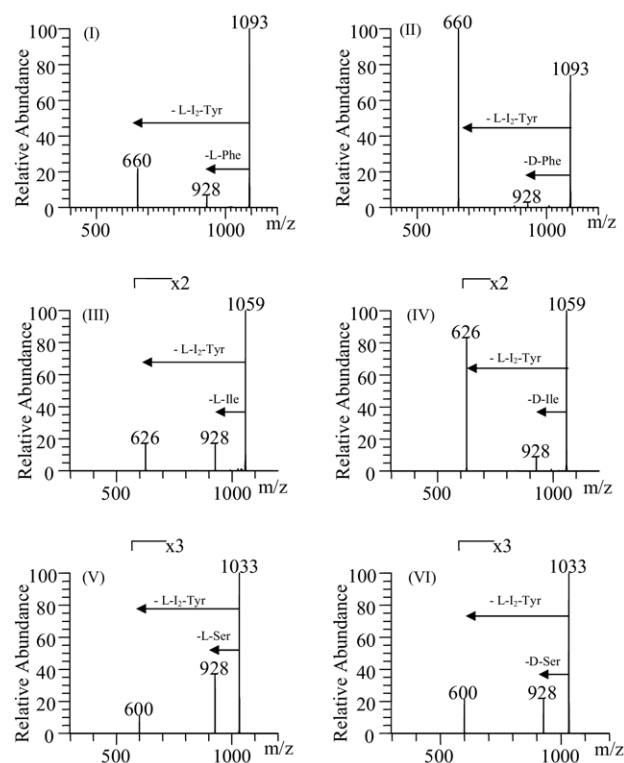 (I)
1093
100
80
60
40
20
0
Relative Abundance
- L-I₂-Tyr
-L-Phe
660
928
500
1000
m/z
(II)
660
1093
100
80
60
40
20
0
Relative Abundance
- L-I₂-Tyr
-D-Phe
928
500
1000
m/z
x2
(III)
1059
100
80
60
40
20
0
Relative Abundance
- L-I₂-Tyr
-L-Ile
626
928
500
1000
m/z
x2
(IV)
1059
626
100
80
60
40
20
0
Relative Abundance
- L-I₂-Tyr
-D-Ile
928
500
1000
m/z
x3
(V)
1033
100
80
60
40
20
0
Relative Abundance
- L-I₂-Tyr
-L-Ser
928
600
500
1000
m/z
x3
(VI)
1033
100
80
60
40
20
0
Relative Abundance
- L-I₂-Tyr
-D-Ser
600
928
500
1000
m/z